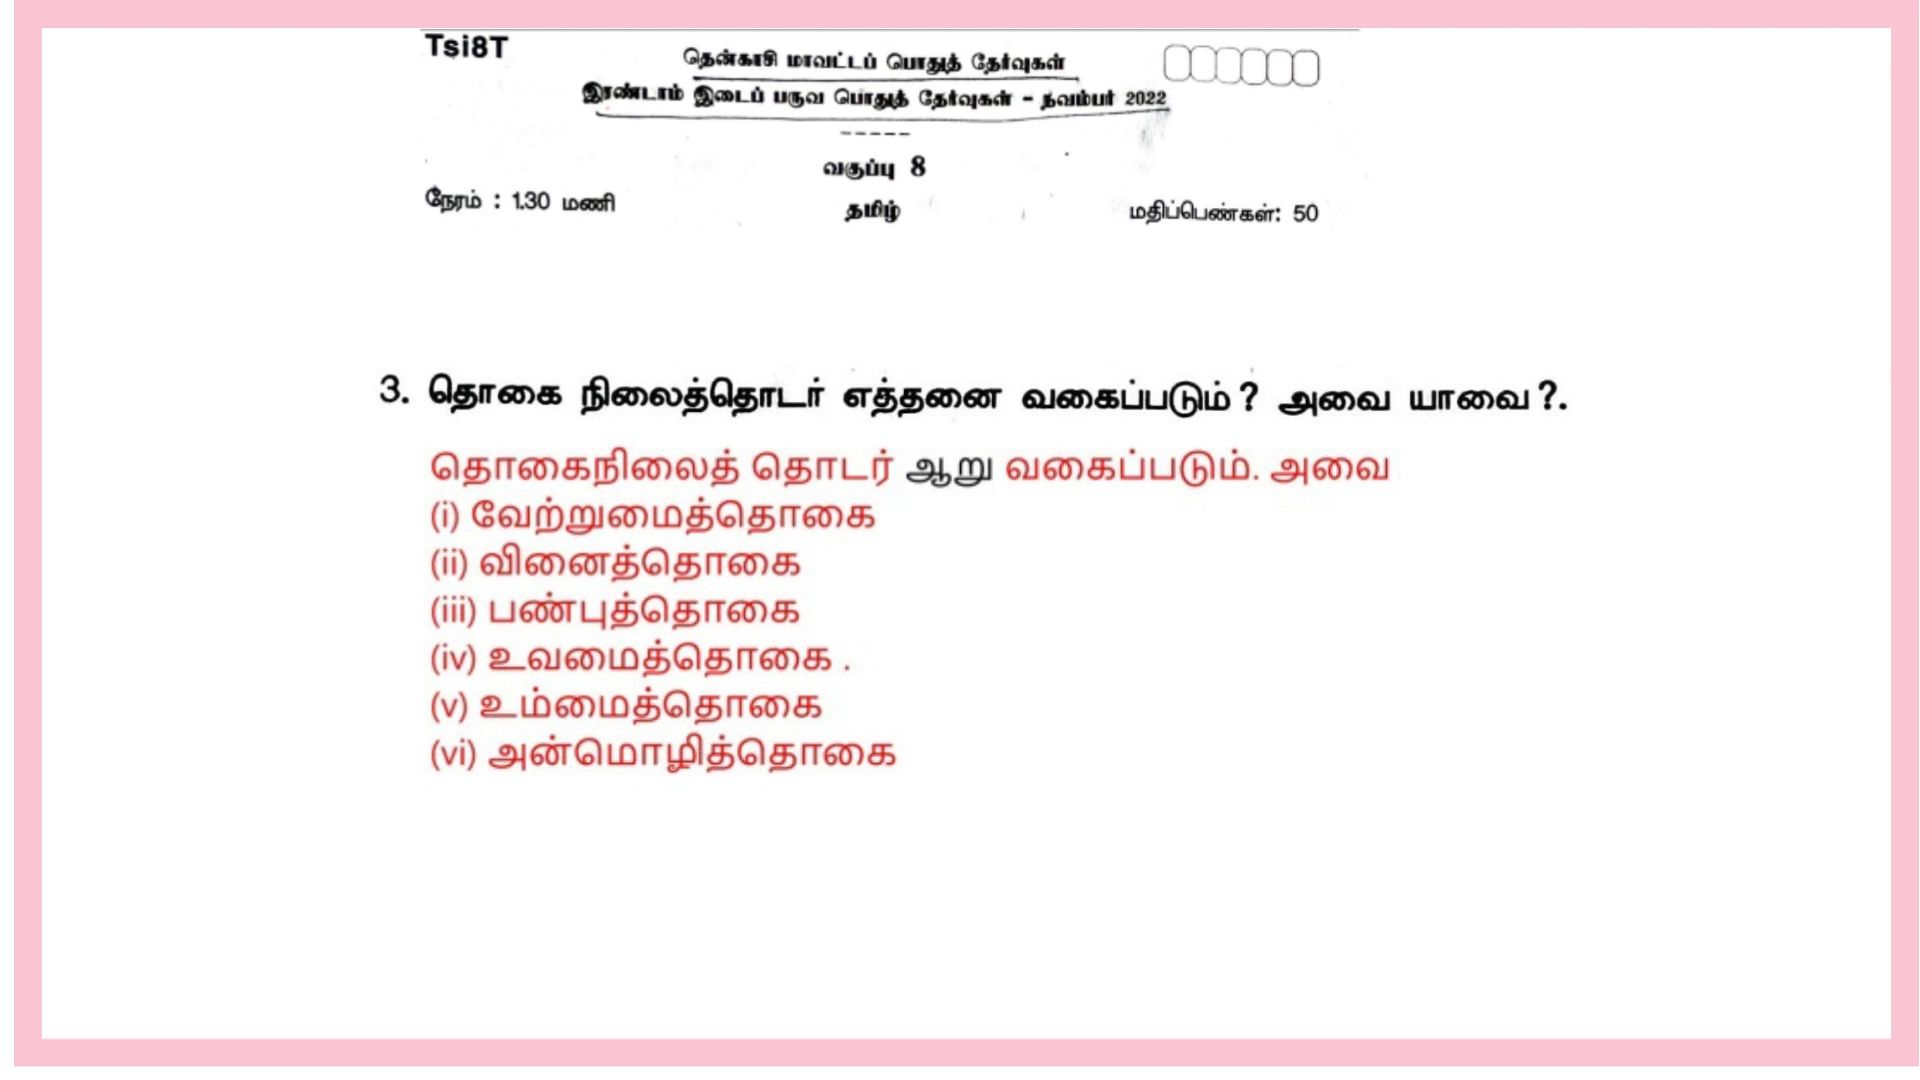 Tsi8T
தென்காசி மாவட்டப் பொதுத் தேர்வுகள்
இரண்டாம் இடைப் பருவ பொதுத் தேர்வுகள் - நவம்பர் 2022
-----
வகுப்பு 8
நேரம் : 1.30 மணி தமிழ் மதிப்பெண்கள்: 50
3. தொகை நிலைத்தொடர் எத்தனை வகைப்படும் ? அவை யாவை ?.
தொகைநிலைத் தொடர் ஆறு வகைப்படும். அவை
(i) வேற்றுமைத்தொகை
(ii) வினைத்தொகை
(iii) பண்புத்தொகை
(iv) உவமைத்தொகை .
(v) உம்மைத்தொகை
(vi) அன்மொழித்தொகை